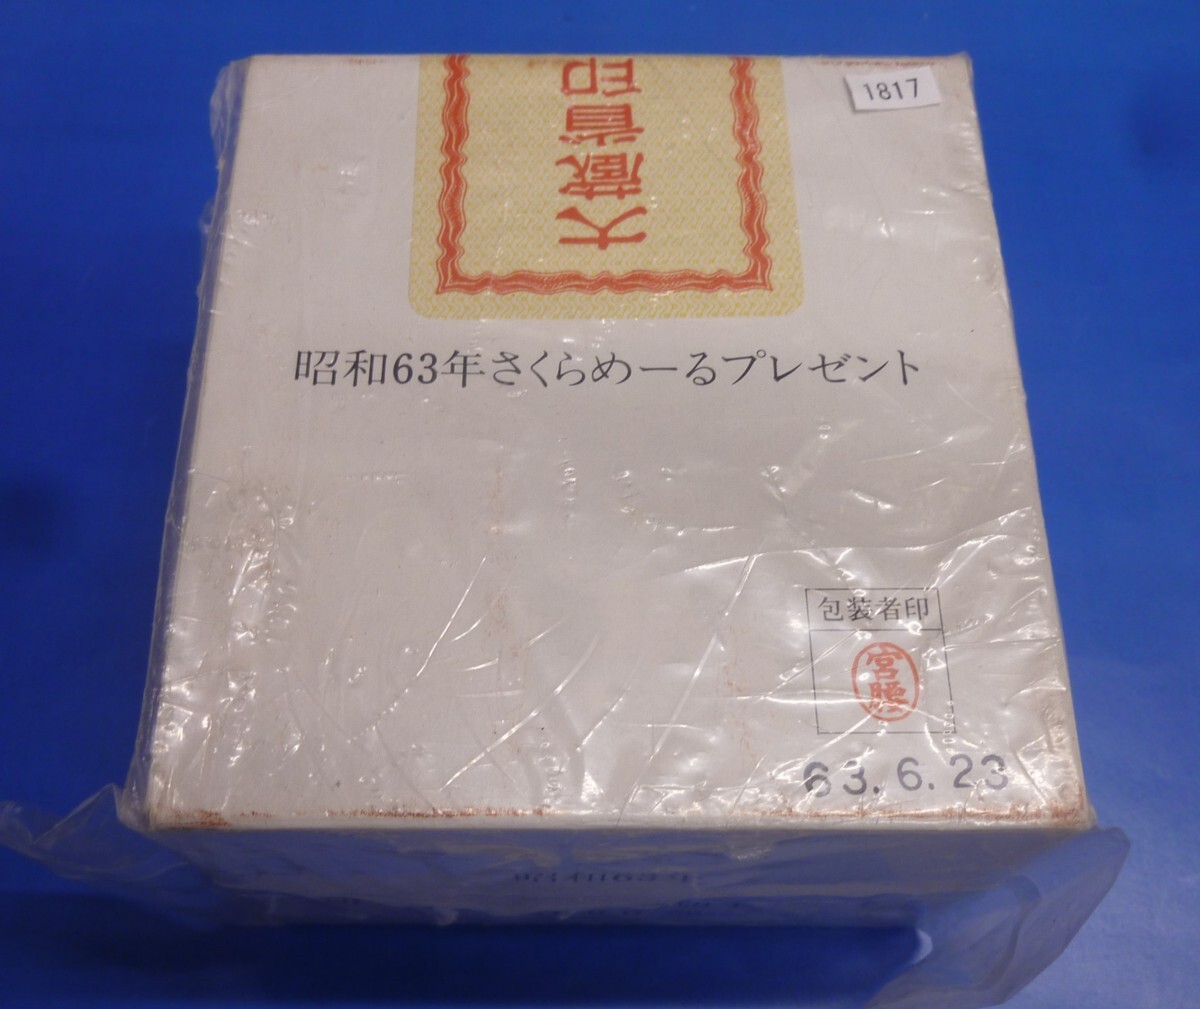 大蔵省印
1817
昭和63年さくらめーるプレゼント
包装者印
宮腰
63.6.23